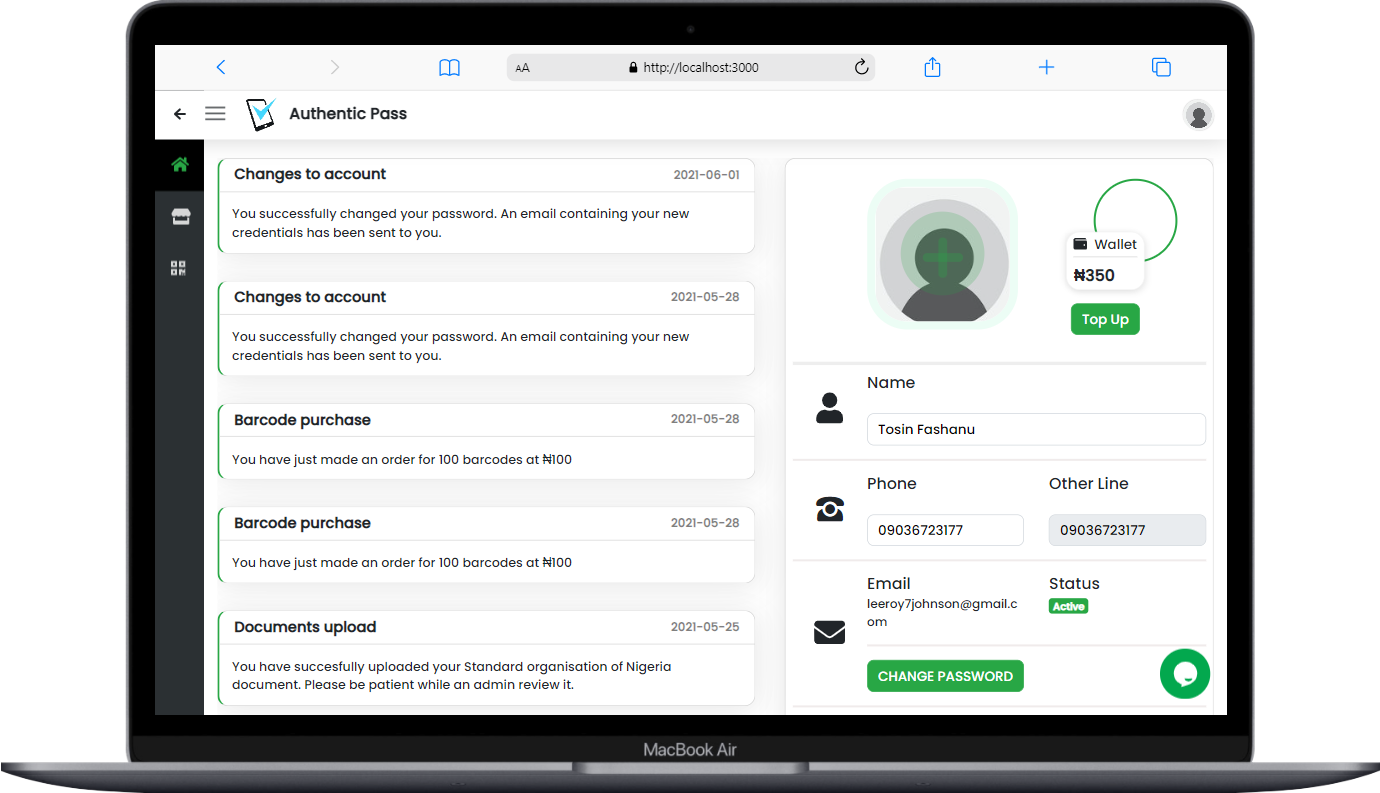 AA
http://localhost:3000
Authentic Pass
Changes to account
2021-06-01
You successfully changed your password. An email containing your new
credentials has been sent to you.
Changes to account
2021-05-28
You successfully changed your password. An email containing your new
credentials has been sent to you.
Barcode purchase
2021-05-28
You have just made an order for 100 barcodes at ₦100
Barcode purchase
2021-05-28
You have just made an order for 100 barcodes at ₦100
Documents upload
2021-05-25
You have succesfully uploaded your Standard organisation of Nigeria
document. Please be patient while an admin review it.
Wallet
₦350
Top Up
Name
Tosin Fashanu
Phone
Other Line
09036723177
09036723177
Email
Status
leeroy7johnson@gmail.c
om
Active
CHANGE PASSWORD
MacBook Air